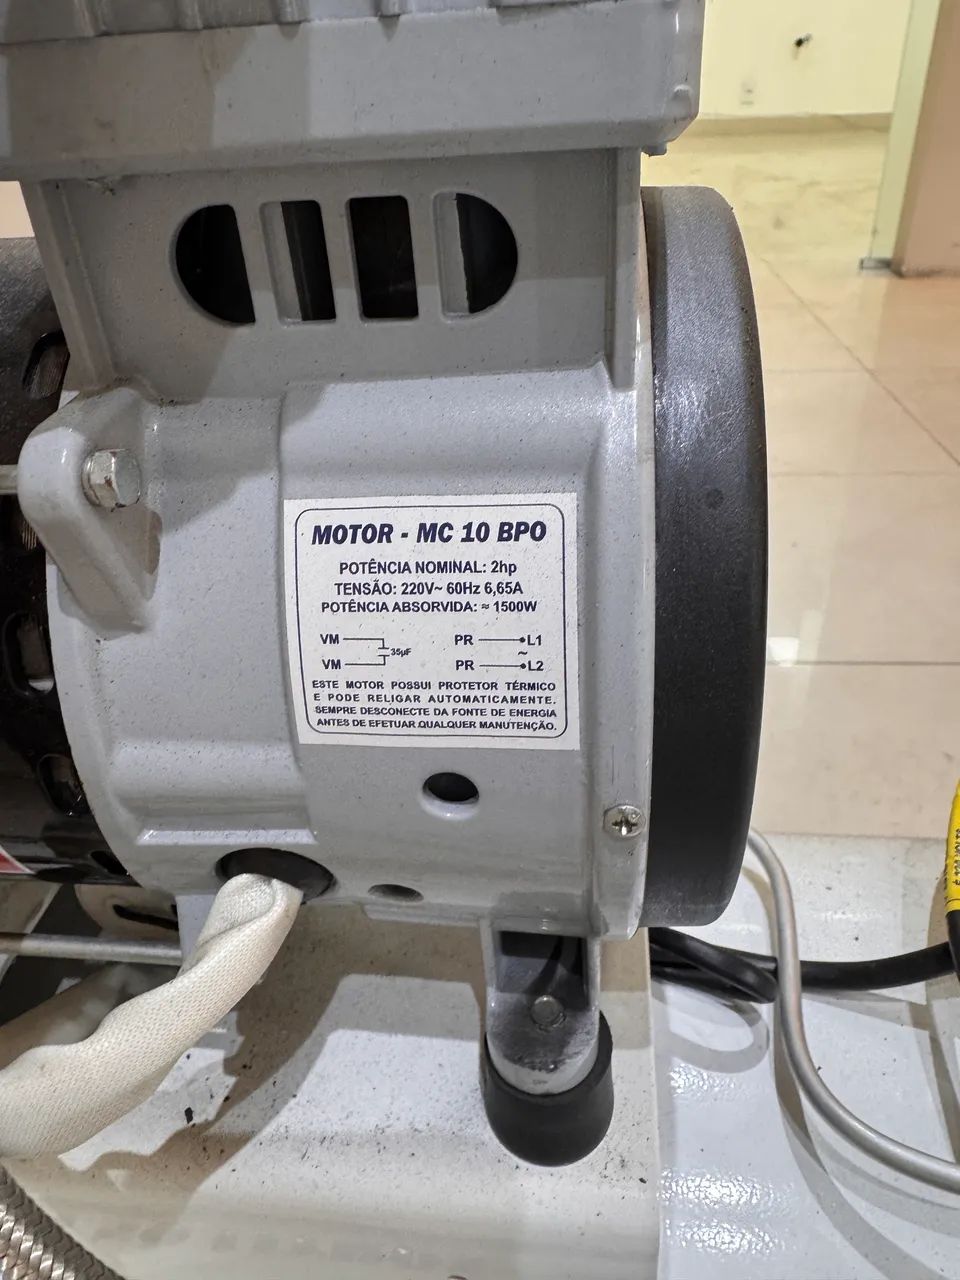 MOTOR - MC 10 BPO
POTÊNCIA NOMINAL: 2hp
TENSÃO: 220V~ 60Hz 6,65A
POTÊNCIA ABSORVIDA: ≈ 1500W
VM 35µF PR L1
~
VM PR L2
ESTE MOTOR POSSUI PROTETOR TÉRMICO
E PODE RELIGAR AUTOMATICAMENTE.
SEMPRE DESCONECTE DA FONTE DE ENERGIA
ANTES DE EFETUAR QUALQUER MANUTENÇÃO.
VOLTS